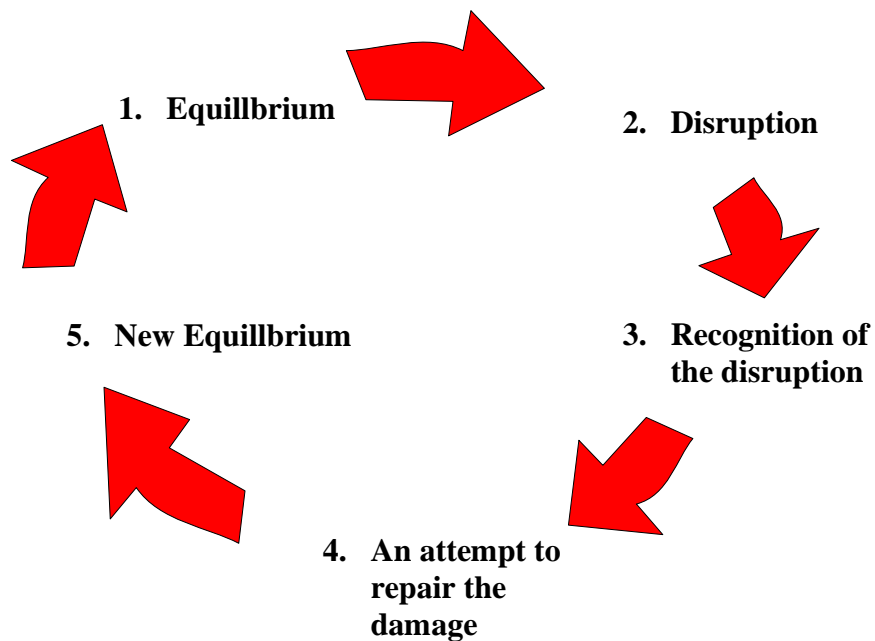 1. Equillbrium
2. Disruption
3. Recognition of
the disruption
4. An attempt to
repair the
damage
5. New Equillbrium